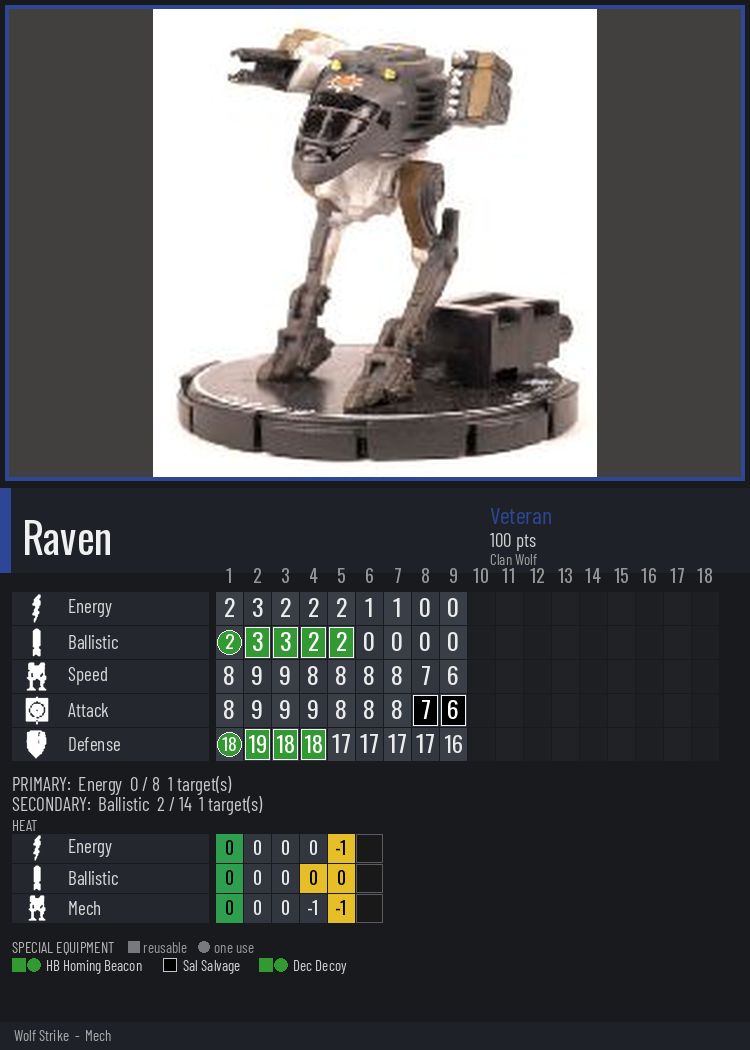 Raven
Veteran
100 pts
Clan Wolf
1 2 3 4 5 6 7 8 9 10 11 12 13 14 15 16 17 18
Energy 2 3 2 2 2 1 1 0 0
Ballistic 2 3 3 2 2 0 0 0 0
Speed 8 9 9 8 8 8 8 7 6
Attack 8 9 9 9 8 8 8 7 6
Defense 18 19 18 18 17 17 17 17 16
PRIMARY: Energy 0 / 8 1 target(s)
SECONDARY: Ballistic 2 / 14 1 target(s)
HEAT
Energy 0 0 0 0 -1
Ballistic 0 0 0 0 0
Mech 0 0 0 -1 -1
SPECIAL EQUIPMENT reusable one use
HB Homing Beacon Sal Salvage Dec Decoy
Wolf Strike - Mech